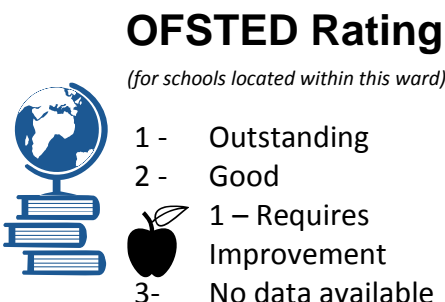 OFSTED Rating
(for schools located within this ward)
1 - Outstanding
2 - Good
1 – Requires
Improvement
3- No data available